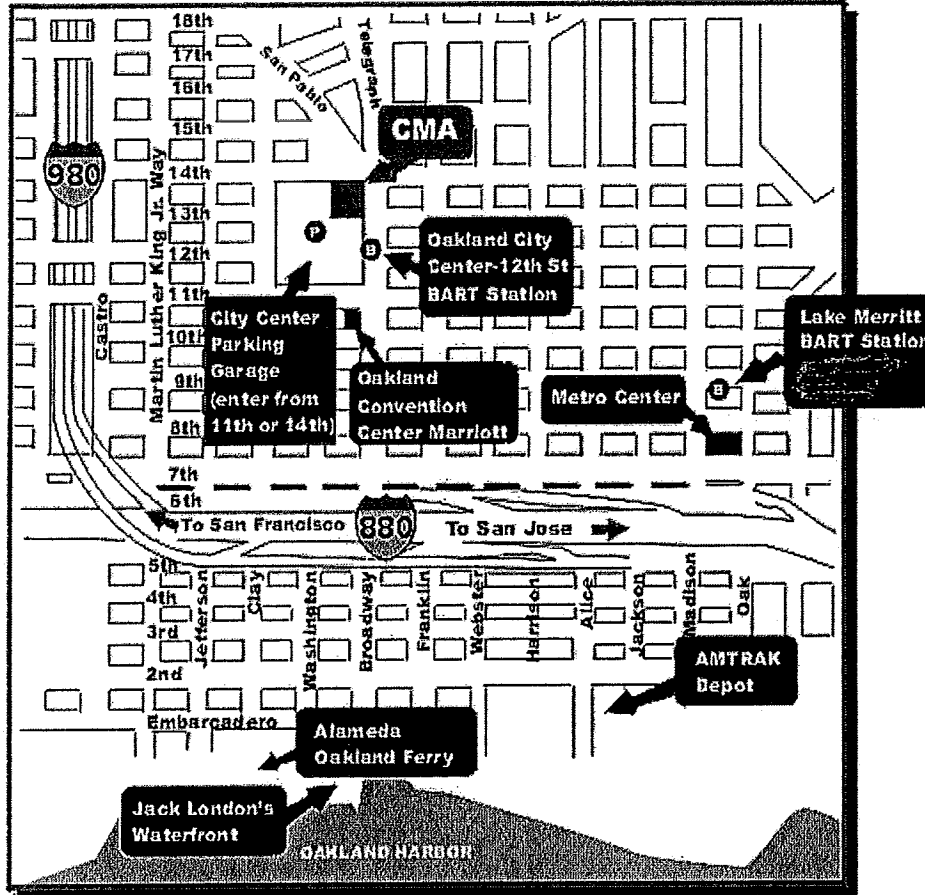 18th
17th
16th
15th
14th
13th
12th
11th
10th
9th
8th
7th
6th
5th
4th
3rd
2nd
Embarcadero
San Pablo
Telegraph
CMA
980
Martin Luther King Jr. Way
Castro
P
B
Oakland City
Center-12th St
BART Station
City Center
Parking
Garage
(enter from
11th or 14th)
Oakland
Convention
Center Marriott
Metro Center
B
Lake Merritt
BART Station
To San Francisco
880
To San Jose
Jefferson
Clay
Washington
Broadway
Franklin
Webster
Harrison
Alice
Jackson
Madison
Oak
AMTRAK
Depot
Alameda
Oakland Ferry
Jack London's
Waterfront
OAKLAND HARBOR